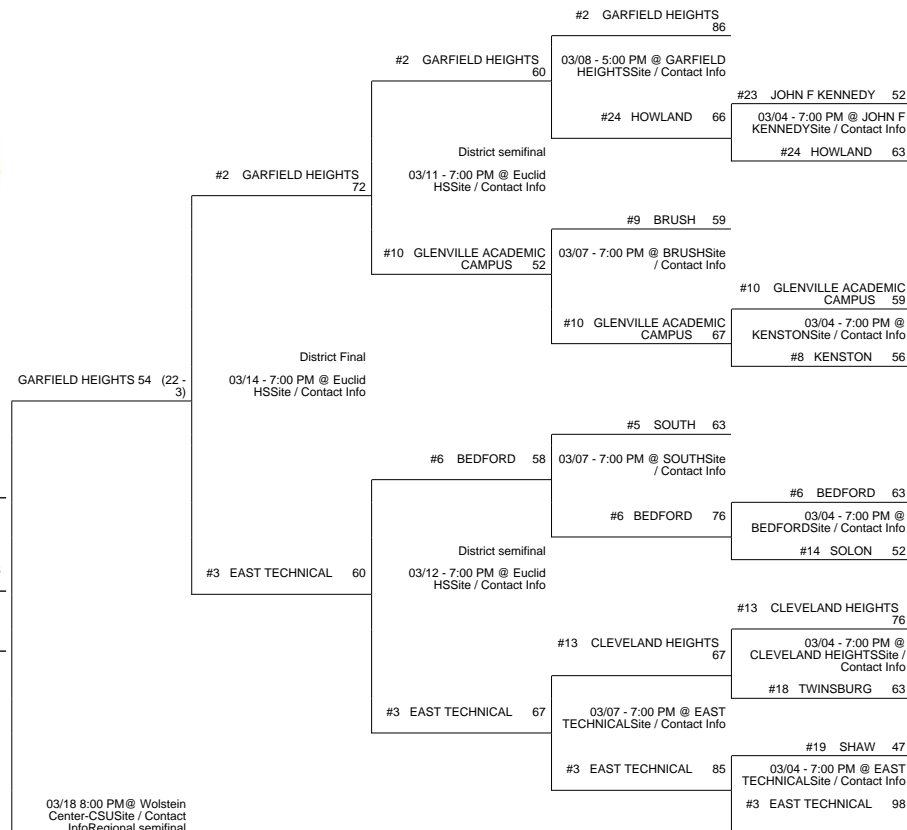 #2 GARFIELD HEIGHTS
86
#2 GARFIELD HEIGHTS
60
03/08 - 5:00 PM @ GARFIELD
HEIGHTSSite / Contact Info
#23 JOHN F KENNEDY 52
#24 HOWLAND 66
03/04 - 7:00 PM @ JOHN F
KENNEDYSite / Contact Info
#24 HOWLAND 63
District semifinal
03/11 - 7:00 PM @ Euclid
HSSite / Contact Info
#2 GARFIELD HEIGHTS
72
#9 BRUSH 59
#10 GLENVILLE ACADEMIC
CAMPUS 52
03/07 - 7:00 PM @ BRUSHSite
/ Contact Info
#10 GLENVILLE ACADEMIC
CAMPUS 59
#10 GLENVILLE ACADEMIC
CAMPUS 67
03/04 - 7:00 PM @
KENSTONSite / Contact Info
#8 KENSTON 56
District Final
03/14 - 7:00 PM @ Euclid
HSSite / Contact Info
GARFIELD HEIGHTS 54 (22 -
3)
#5 SOUTH 63
#6 BEDFORD 58
03/07 - 7:00 PM @ SOUTHSite
/ Contact Info
#6 BEDFORD 63
#6 BEDFORD 76
03/04 - 7:00 PM @
BEDFORDSite / Contact Info
#14 SOLON 52
District semifinal
03/12 - 7:00 PM @ Euclid
HSSite / Contact Info
#3 EAST TECHNICAL 60
#13 CLEVELAND HEIGHTS
76
#13 CLEVELAND HEIGHTS
67
03/04 - 7:00 PM @
CLEVELAND HEIGHTSSite /
Contact Info
#18 TWINSBURG 63
#3 EAST TECHNICAL 67
03/07 - 7:00 PM @ EAST
TECHNICALSite / Contact Info
#19 SHAW 47
#3 EAST TECHNICAL 85
03/04 - 7:00 PM @ EAST
TECHNICALSite / Contact Info
#3 EAST TECHNICAL 98
03/18 8:00 PM@ Wolstein
Center-CSUSite / Contact
InfoRegional semifinal